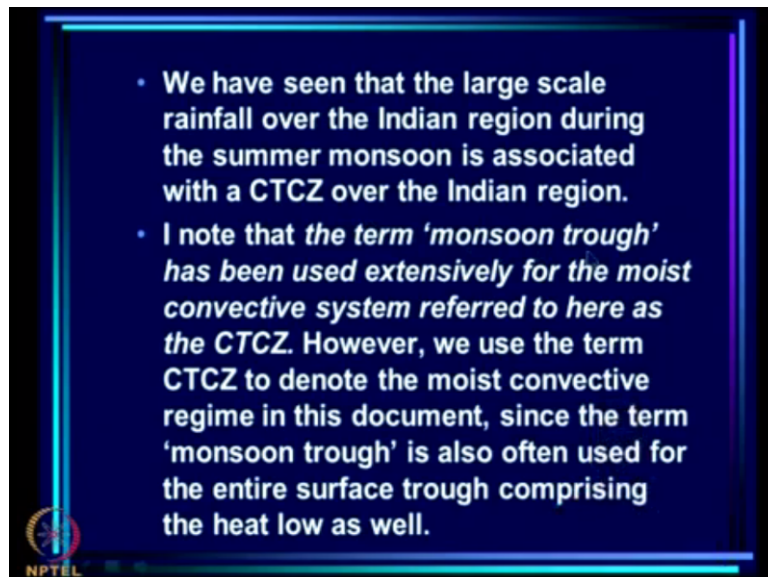 • We have seen that the large scale
rainfall over the Indian region during
the summer monsoon is associated
with a CTCZ over the Indian region.
• I note that the term ‘monsoon trough’
has been used extensively for the moist
convective system referred to here as
the CTCZ. However, we use the term
CTCZ to denote the moist convective
regime in this document, since the term
‘monsoon trough’ is also often used for
the entire surface trough comprising
the heat low as well.
NPTEL